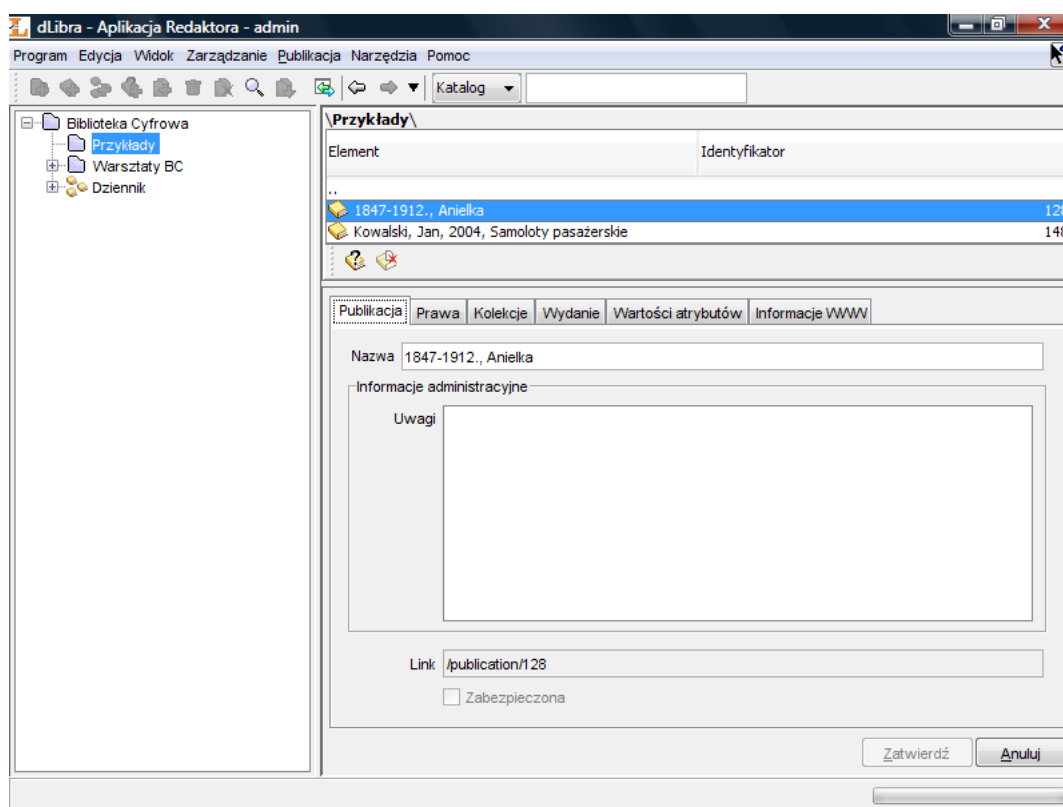 dLibra - Aplikacja Redaktora - admin
Program Edycja Widok Zarządzanie Publikacja Narzędzia Pomoc
Katalog
Biblioteka Cyfrowa
Przykłady
Warsztaty BC
Dziennik
\Przykłady\
Element Identyfikator
..
1847-1912., Anielka 128
Kowalski, Jan, 2004, Samoloty pasażerskie 148
Publikacja Prawa Kolekcje Wydanie Wartości atrybutów Informacje WWW
Nazwa 1847-1912., Anielka
Informacje administracyjne
Uwagi
Link /publication/128
Zabezpieczona
Zatwierdź Anuluj